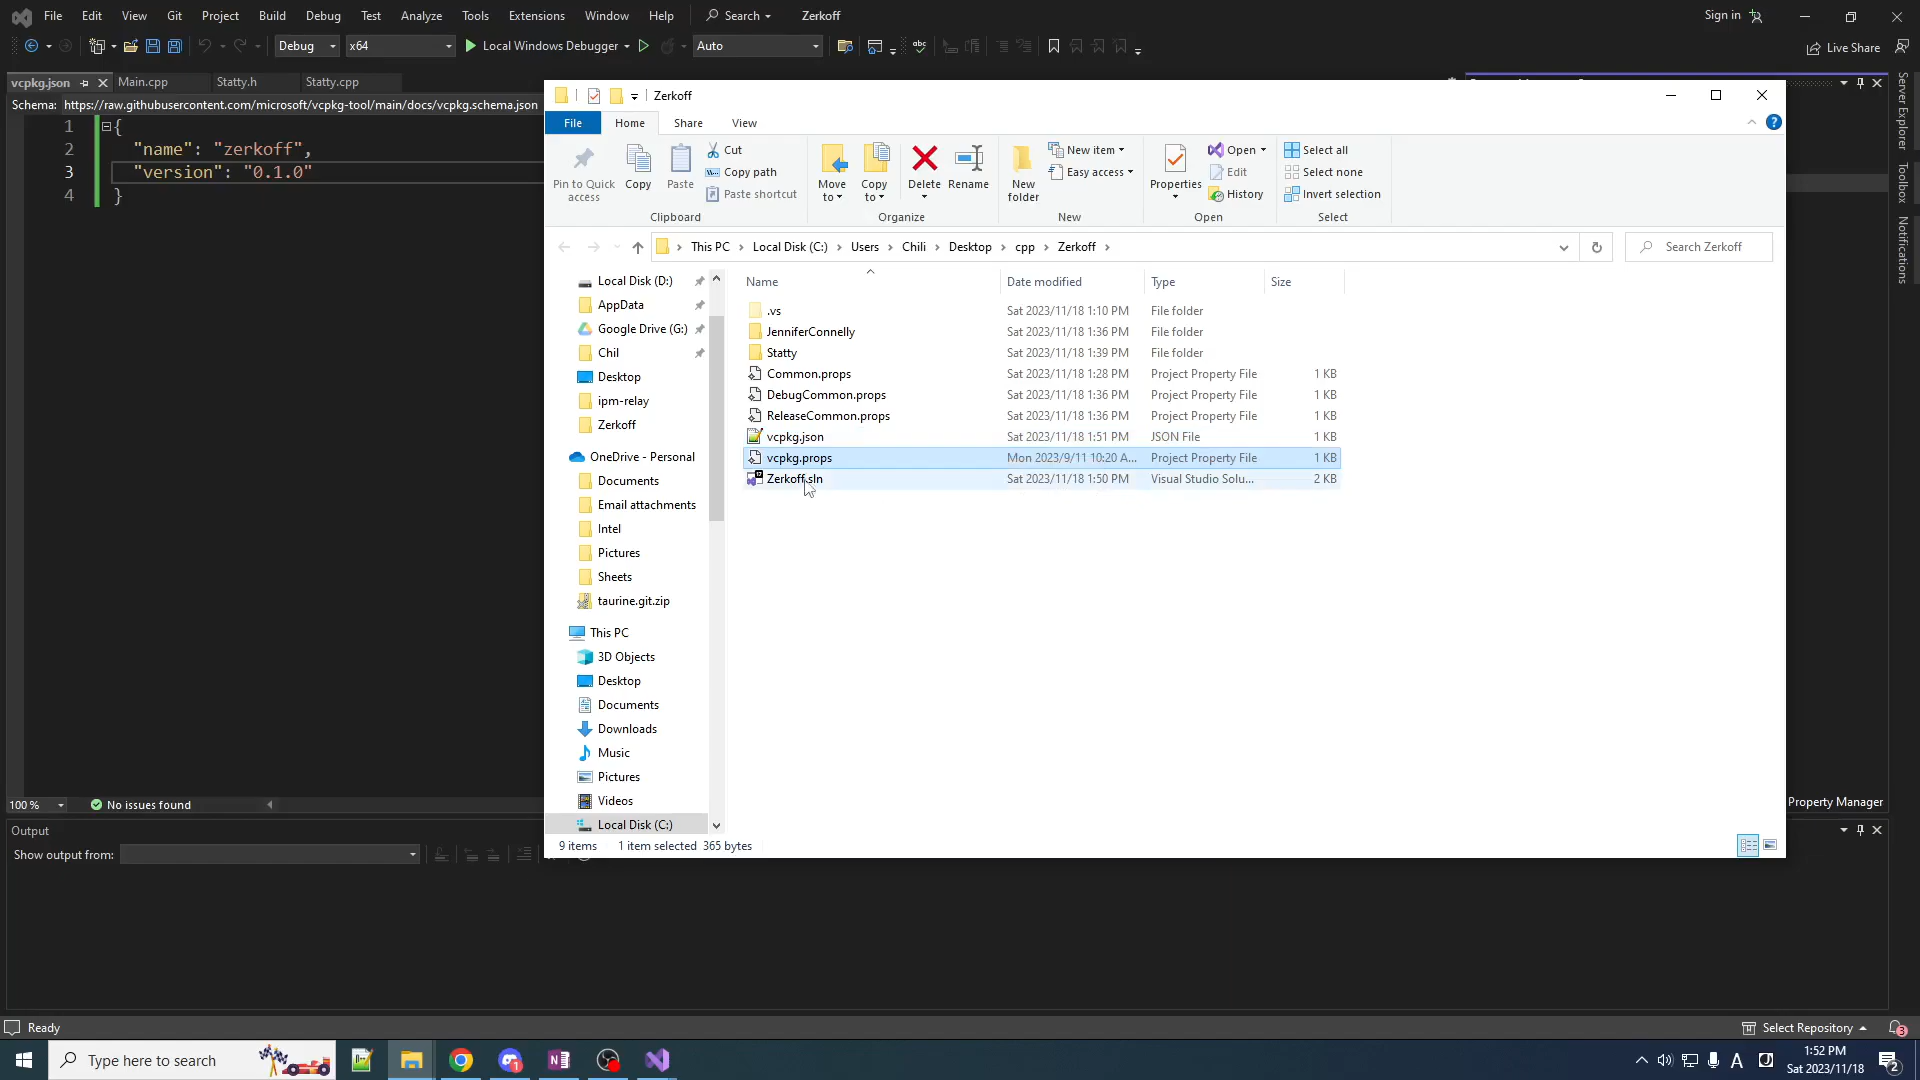 File Edit View Git Project Build Debug Test Analyze Tools Extensions Window Help Search Zerkoff Sign in
Debug x64 Local Windows Debugger Auto Live Share
vcpkg.json Main.cpp Statty.h Statty.cpp
Schema: https://raw.githubusercontent.com/microsoft/vcpkg-tool/main/docs/vcpkg.schema.json
1 {
2 "name": "zerkoff",
3 "version": "0.1.0"
4 }
100 % No issues found
Output
Show output from:
Ready
Zerkoff
File Home Share View
Pin to Quick access
Copy
Paste
Cut
Copy path
Paste shortcut
Clipboard
Move to
Copy to
Delete
Rename
Organize
New folder
New item
Easy access
New
Properties
Open
Edit
History
Open
Select all
Select none
Invert selection
Select
This PC Local Disk (C:) Users Chili Desktop cpp Zerkoff
Search Zerkoff
Local Disk (D:)
AppData
Google Drive (G:)
Chil
Desktop
ipm-relay
Zerkoff
OneDrive - Personal
Documents
Email attachments
Intel
Pictures
Sheets
taurine.git.zip
This PC
3D Objects
Desktop
Documents
Downloads
Music
Pictures
Videos
Local Disk (C:)
Name Date modified Type Size
.vs Sat 2023/11/18 1:10 PM File folder
JenniferConnelly Sat 2023/11/18 1:36 PM File folder
Statty Sat 2023/11/18 1:39 PM File folder
Common.props Sat 2023/11/18 1:28 PM Project Property File 1 KB
DebugCommon.props Sat 2023/11/18 1:36 PM Project Property File 1 KB
ReleaseCommon.props Sat 2023/11/18 1:36 PM Project Property File 1 KB
vcpkg.json Sat 2023/11/18 1:51 PM JSON File 1 KB
vcpkg.props Mon 2023/9/11 10:20 A... Project Property File 1 KB
Zerkoff.sln Sat 2023/11/18 1:50 PM Visual Studio Solu... 2 KB
9 items 1 item selected 365 bytes
Server Explorer
Toolbox
Notifications
Property Manager
Select Repository 3
Type here to search
1
A
1:52 PM
Sat 2023/11/18
2